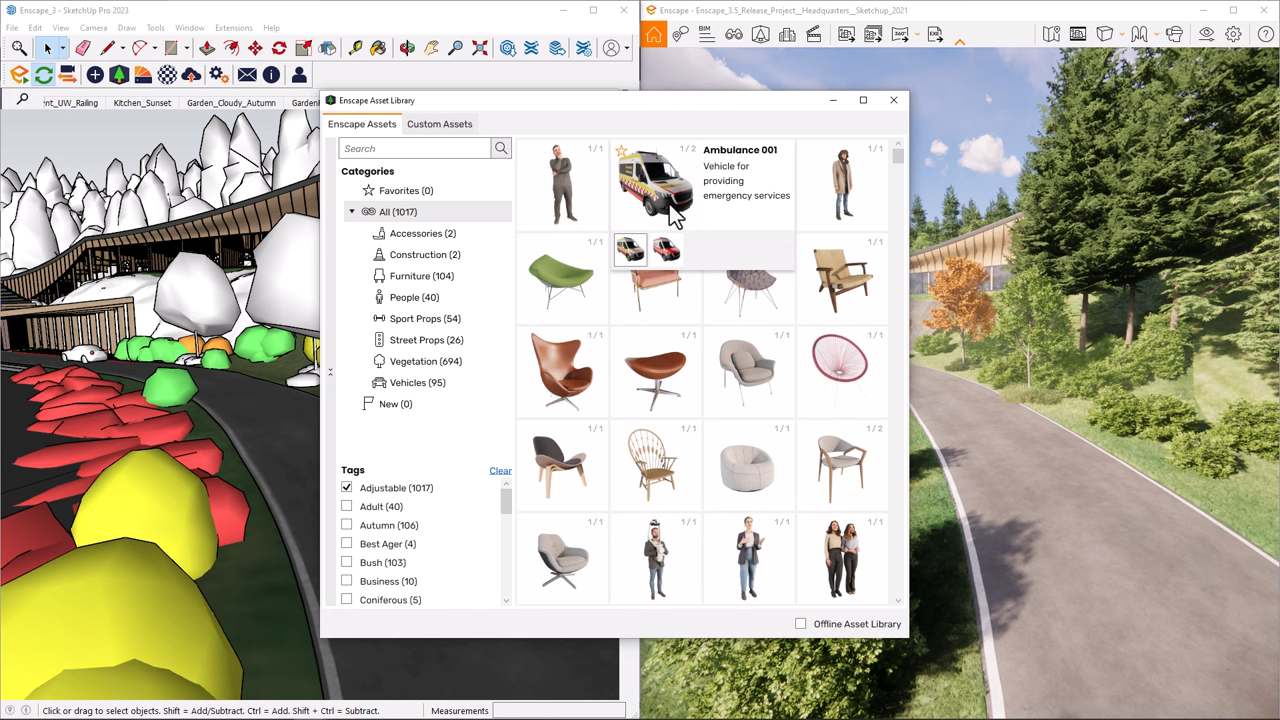 Enscape_3 - SketchUp Pro 2023
File Edit View Camera Draw Tools Window Extensions Help
nt_UW_Railing Kitchen_Sunset Garden_Cloudy_Autumn Garden
Enscape - Enscape_3.5_Release_Project__Headquarters__Sketchup_2021
BIM
360°
EXE
Enscape Asset Library
Enscape Assets Custom Assets
Search
Categories
Favorites (0)
All (1017)
Accessories (2)
Construction (2)
Furniture (104)
People (40)
Sport Props (54)
Street Props (26)
Vegetation (694)
Vehicles (95)
New (0)
Tags Clear
Adjustable (1017)
Adult (40)
Autumn (106)
Best Ager (4)
Bush (103)
Business (10)
Coniferous (5)
1 / 1 1 / 2 1 / 1
Ambulance 001
Vehicle for
providing
emergency services
1 / 1 1 / 1
1 / 1 1 / 1 1 / 1 1 / 1
1 / 1 1 / 1 1 / 1 1 / 2
1 / 1 1 / 1 1 / 1 1 / 1
Offline Asset Library
Click or drag to select objects. Shift = Add/Subtract. Ctrl = Add. Shift + Ctrl = Subtract. Measurements